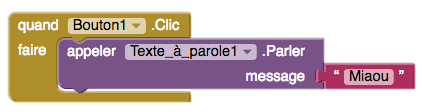 quand Bouton1 .Clic
faire appeler Texte_à_parole1 .Parler
message " Miaou "